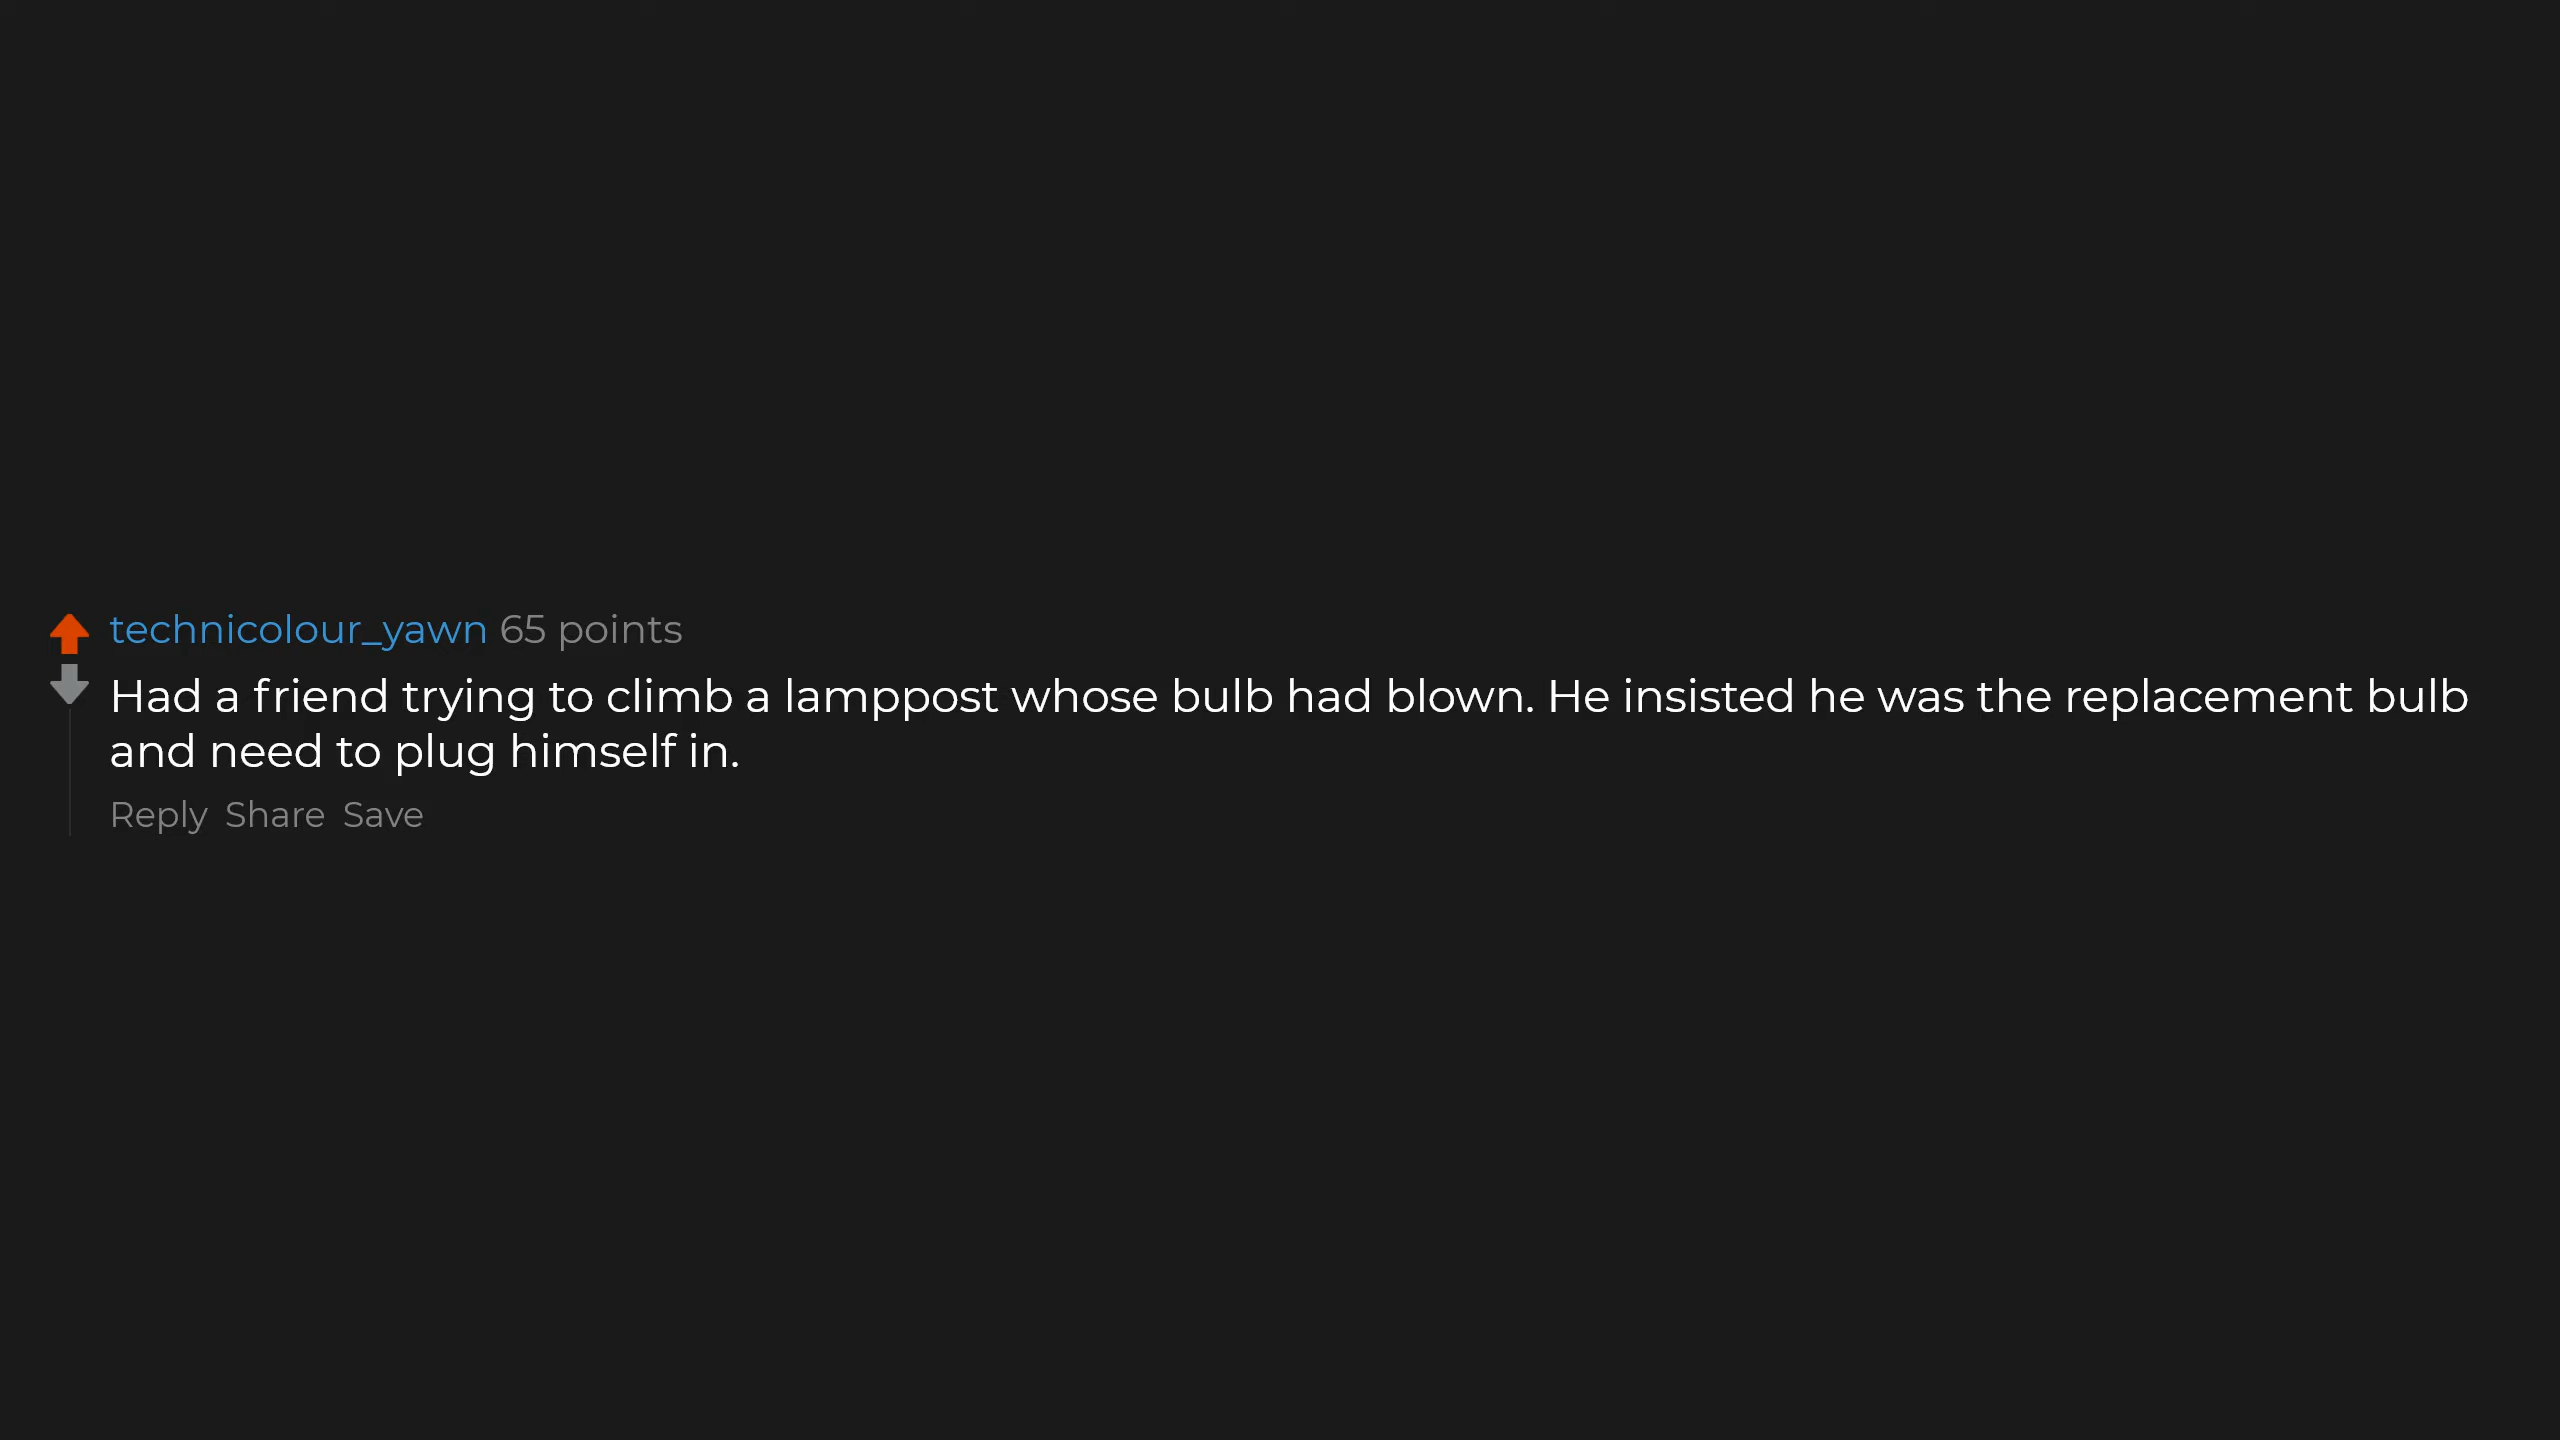 technicolour_yawn 65 points
Had a friend trying to climb a lamppost whose bulb had blown. He insisted he was the replacement bulb
and need to plug himself in.
Reply Share Save